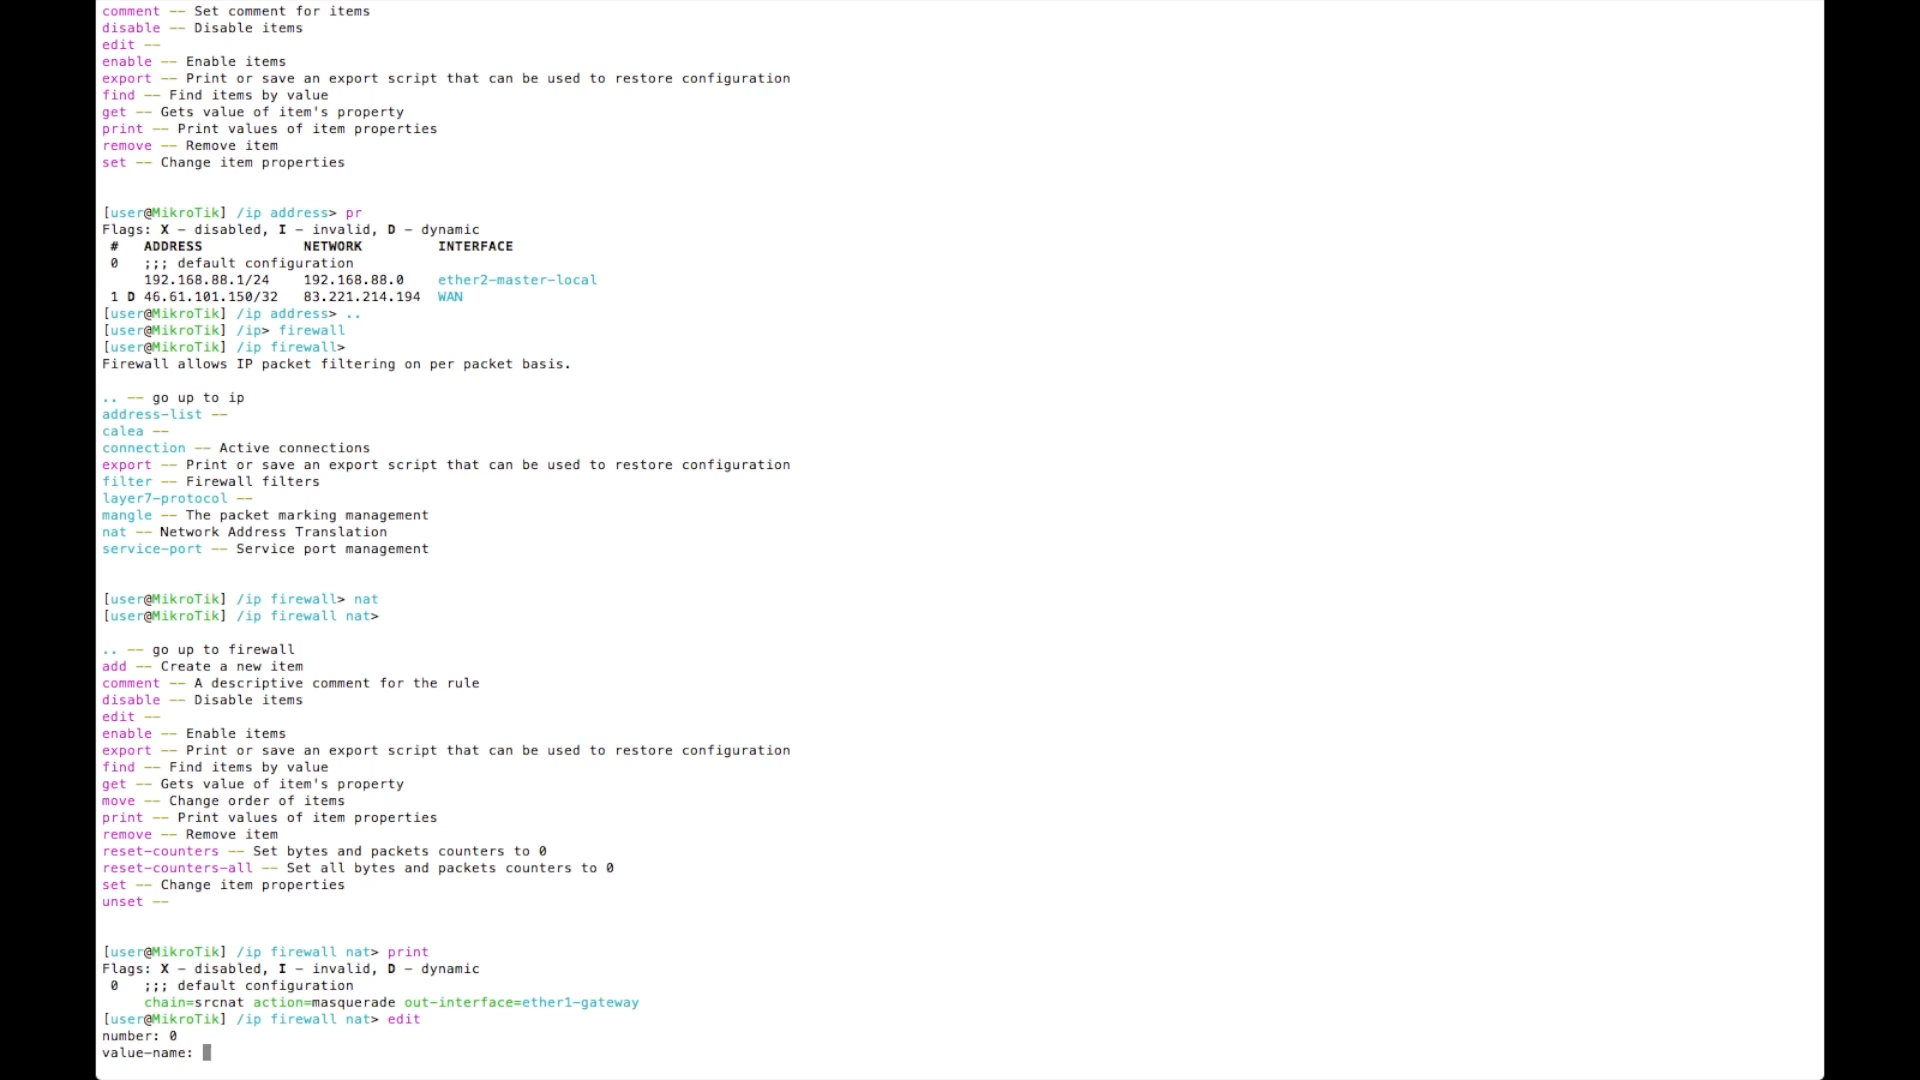 comment -- Set comment for items
disable -- Disable items
edit --
enable -- Enable items
export -- Print or save an export script that can be used to restore configuration
find -- Find items by value
get -- Gets value of item's property
print -- Print values of item properties
remove -- Remove item
set -- Change item properties
[user@MikroTik] /ip address> pr
Flags: X - disabled, I - invalid, D - dynamic
# ADDRESS NETWORK INTERFACE
0 ;;; default configuration
192.168.88.1/24 192.168.88.0 ether2-master-local
1 D 46.61.101.150/32 83.221.214.194 WAN
[user@MikroTik] /ip address> ..
[user@MikroTik] /ip> firewall
[user@MikroTik] /ip firewall>
Firewall allows IP packet filtering on per packet basis.
.. -- go up to ip
address-list --
calea --
connection -- Active connections
export -- Print or save an export script that can be used to restore configuration
filter -- Firewall filters
layer7-protocol --
mangle -- The packet marking management
nat -- Network Address Translation
service-port -- Service port management
[user@MikroTik] /ip firewall> nat
[user@MikroTik] /ip firewall nat>
.. -- go up to firewall
add -- Create a new item
comment -- A descriptive comment for the rule
disable -- Disable items
edit --
enable -- Enable items
export -- Print or save an export script that can be used to restore configuration
find -- Find items by value
get -- Gets value of item's property
move -- Change order of items
print -- Print values of item properties
remove -- Remove item
reset-counters -- Set bytes and packets counters to 0
reset-counters-all -- Set all bytes and packets counters to 0
set -- Change item properties
unset --
[user@MikroTik] /ip firewall nat> print
Flags: X - disabled, I - invalid, D - dynamic
0 ;;; default configuration
chain=srcnat action=masquerade out-interface=ether1-gateway
[user@MikroTik] /ip firewall nat> edit
number: 0
value-name: